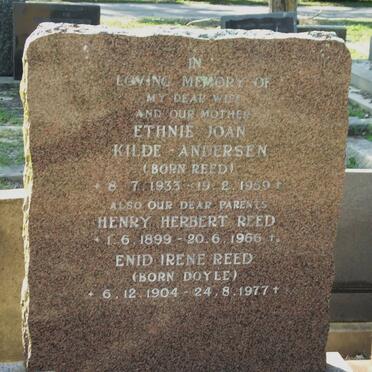 IN
LOVING MEMORY OF
MY DEAR WIFE
AND OUR MOTHER
ETHNIE JOAN
KILDE-ANDERSEN
(BORN REED)
* 8.7.1933 - 19.2.1959 †
ALSO OUR DEAR PARENTS
HENRY HERBERT REED
* 1.6.1899 - 20.6.1966 †.
ENID IRENE REED
(BORN DOYLE)
* 6.12.1904 - 24.8.1977 †